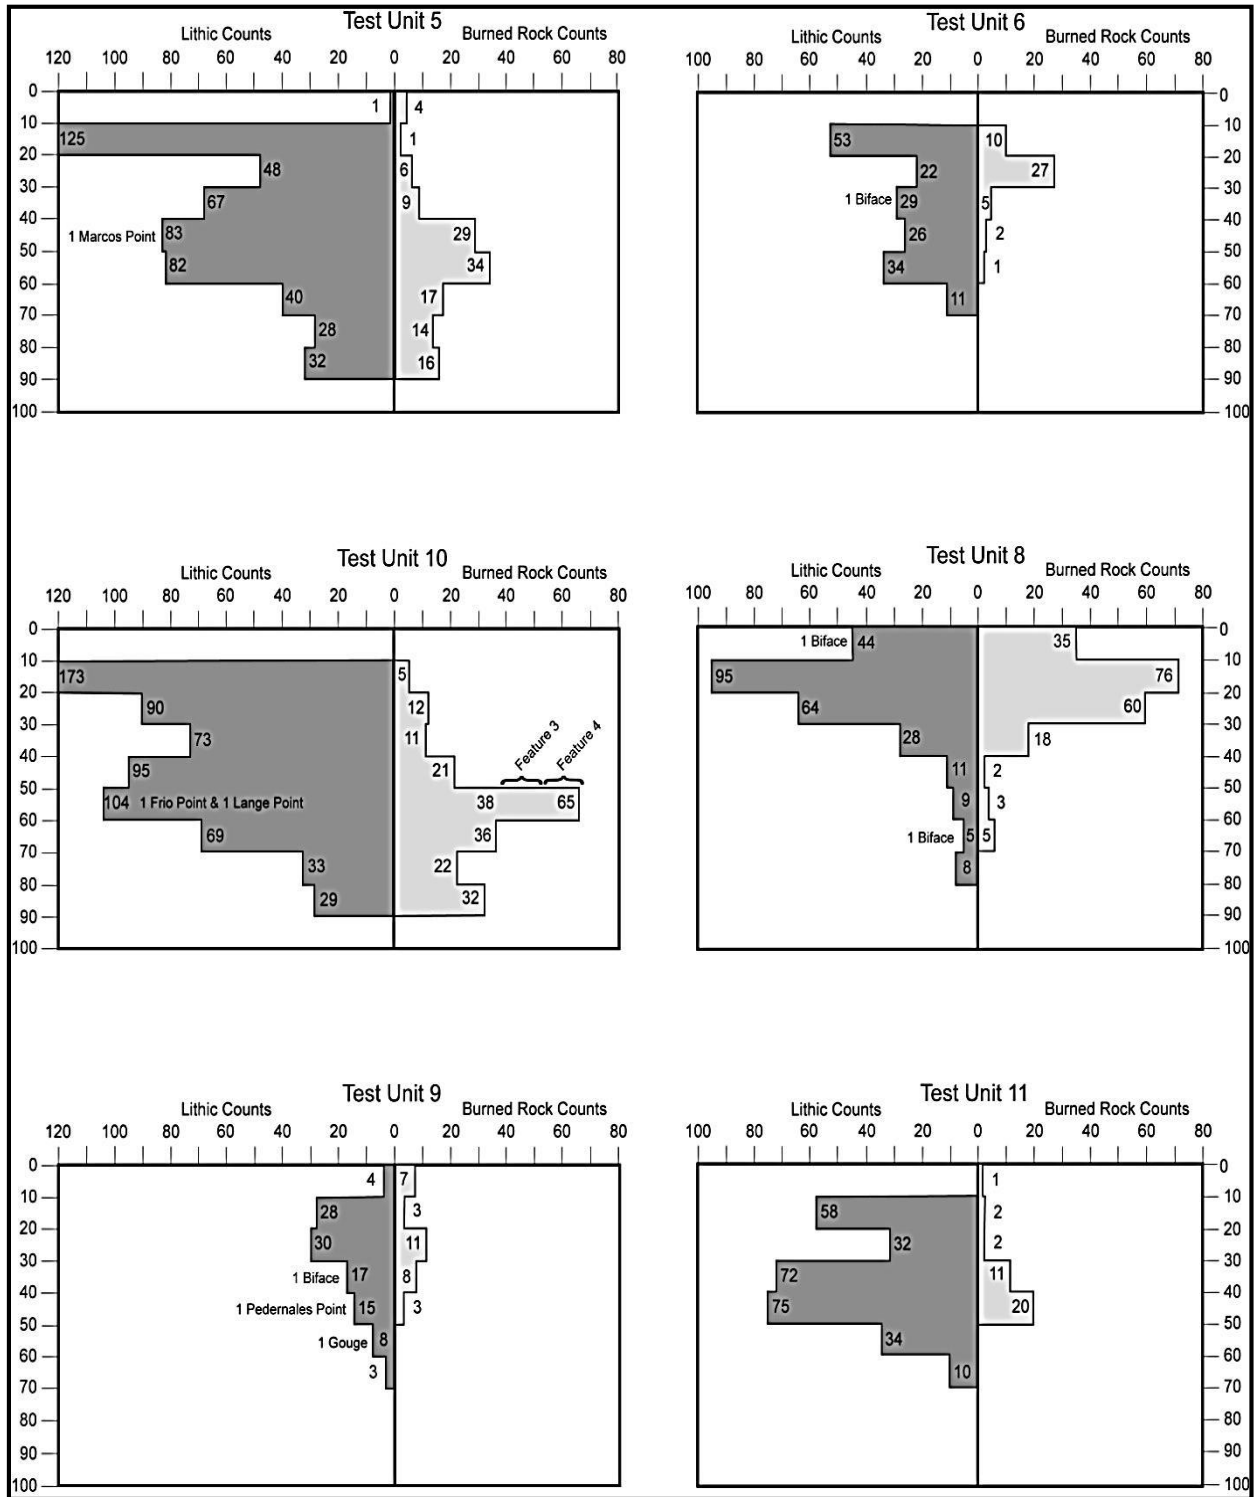 Test Unit 5
Lithic Counts Burned Rock Counts
120 100 80 60 40 20 0 20 40 60 80
0 1 4
10 125 1
20 48 6
30 67 9
40 1 Marcos Point 83 29
50 82 34
60 40 17
70 28 14
80 32 16
90
100
Test Unit 6
Lithic Counts Burned Rock Counts
100 80 60 40 20 0 20 40 60 80
0
53 10 10
22 27 20
1 Biface 29 5 30
26 2 40
34 1 50
11 60
70
80
90
100
Test Unit 10
Lithic Counts Burned Rock Counts
120 100 80 60 40 20 0 20 40 60 80
0
10 173 5
20 90 12
30 73 11
Feature 3 Feature 4
40 95 21
50 104 1 Frio Point & 1 Lange Point 38 65
60 69 36
70 33 22
80 29 32
90
100
Test Unit 8
Lithic Counts Burned Rock Counts
100 80 60 40 20 0 20 40 60 80
1 Biface 44 35 0
95 76 10
64 60 20
28 18 30
11 2 40
9 3 50
1 Biface 5 5 60
8 70
80
90
100
Test Unit 9
Lithic Counts Burned Rock Counts
120 100 80 60 40 20 0 20 40 60 80
0 4 7
10 28 3
20 30 11
30 1 Biface 17 8
40 1 Pedernales Point 15 3
50 1 Gouge 8
60 3
70
80
90
100
Test Unit 11
Lithic Counts Burned Rock Counts
100 80 60 40 20 0 20 40 60 80
1 0
58 2 10
32 2 20
72 11 30
75 20 40
34 50
10 60
70
80
90
100